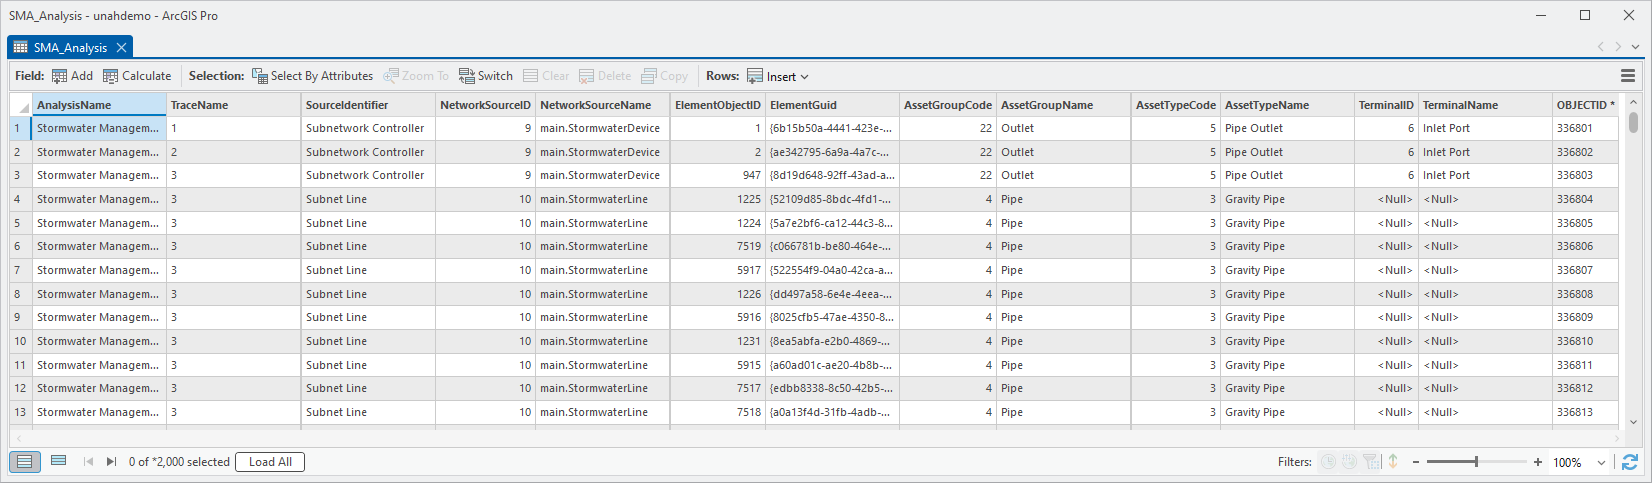 SMA_Analysis - unahdemo - ArcGIS Pro
SMA_Analysis
Field: Add Calculate Selection: Select By Attributes Zoom To Switch Clear Delete Copy Rows: Insert
AnalysisName TraceName SourceIdentifier NetworkSourceID NetworkSourceName ElementObjectID ElementGuid AssetGroupCode AssetGroupName AssetTypeCode AssetTypeName TerminalID TerminalName OBJECTID *
1 Stormwater Managem... 1 Subnetwork Controller 9 main.StormwaterDevice 1 {6b15b50a-4441-423e-... 22 Outlet 5 Pipe Outlet 6 Inlet Port 336801
2 Stormwater Managem... 2 Subnetwork Controller 9 main.StormwaterDevice 2 {ae342795-6a9a-4a7c-... 22 Outlet 5 Pipe Outlet 6 Inlet Port 336802
3 Stormwater Managem... 3 Subnetwork Controller 9 main.StormwaterDevice 947 {8d19d648-92ff-43ad-a... 22 Outlet 5 Pipe Outlet 6 Inlet Port 336803
4 Stormwater Managem... 3 Subnet Line 10 main.StormwaterLine 1225 {52109d85-8bdc-4fd1-... 4 Pipe 3 Gravity Pipe <Null> <Null> 336804
5 Stormwater Managem... 3 Subnet Line 10 main.StormwaterLine 1224 {5a7e2bf6-ca12-44c3-8... 4 Pipe 3 Gravity Pipe <Null> <Null> 336805
6 Stormwater Managem... 3 Subnet Line 10 main.StormwaterLine 7519 {c066781b-be80-464e-... 4 Pipe 3 Gravity Pipe <Null> <Null> 336806
7 Stormwater Managem... 3 Subnet Line 10 main.StormwaterLine 5917 {522554f9-04a0-42ca-a... 4 Pipe 3 Gravity Pipe <Null> <Null> 336807
8 Stormwater Managem... 3 Subnet Line 10 main.StormwaterLine 1226 {dd497a58-6e4e-4eea-... 4 Pipe 3 Gravity Pipe <Null> <Null> 336808
9 Stormwater Managem... 3 Subnet Line 10 main.StormwaterLine 5916 {8025cfb5-47ae-4350-8... 4 Pipe 3 Gravity Pipe <Null> <Null> 336809
10 Stormwater Managem... 3 Subnet Line 10 main.StormwaterLine 1231 {8ea5abfa-e2b0-4869-... 4 Pipe 3 Gravity Pipe <Null> <Null> 336810
11 Stormwater Managem... 3 Subnet Line 10 main.StormwaterLine 5915 {a60ad01c-ae20-4b8b-... 4 Pipe 3 Gravity Pipe <Null> <Null> 336811
12 Stormwater Managem... 3 Subnet Line 10 main.StormwaterLine 7517 {edbb8338-8c50-42b5-... 4 Pipe 3 Gravity Pipe <Null> <Null> 336812
13 Stormwater Managem... 3 Subnet Line 10 main.StormwaterLine 7518 {a0a13f4d-31fb-4adb-... 4 Pipe 3 Gravity Pipe <Null> <Null> 336813
0 of *2,000 selected Load All Filters: 100%